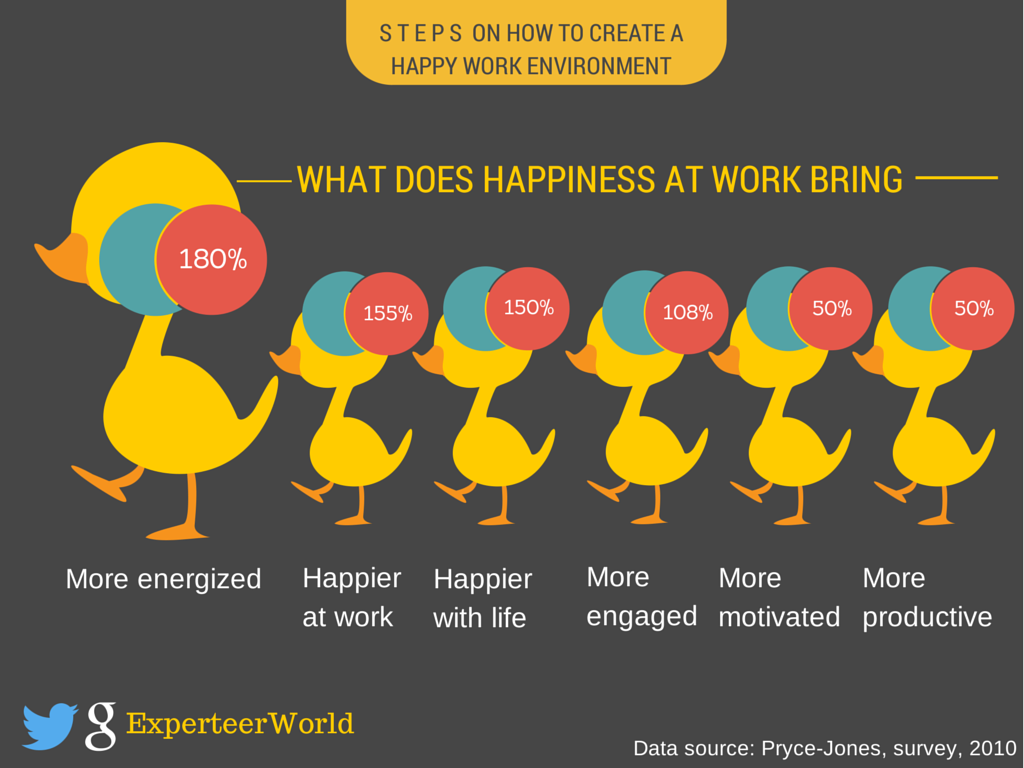 S T E P S ON HOW TO CREATE A
HAPPY WORK ENVIRONMENT
WHAT DOES HAPPINESS AT WORK BRING
180%
155%
150%
108%
50%
50%
More energized
Happier
at work
Happier
with life
More
engaged
More
motivated
More
productive
g ExperteerWorld
Data source: Pryce-Jones, survey, 2010